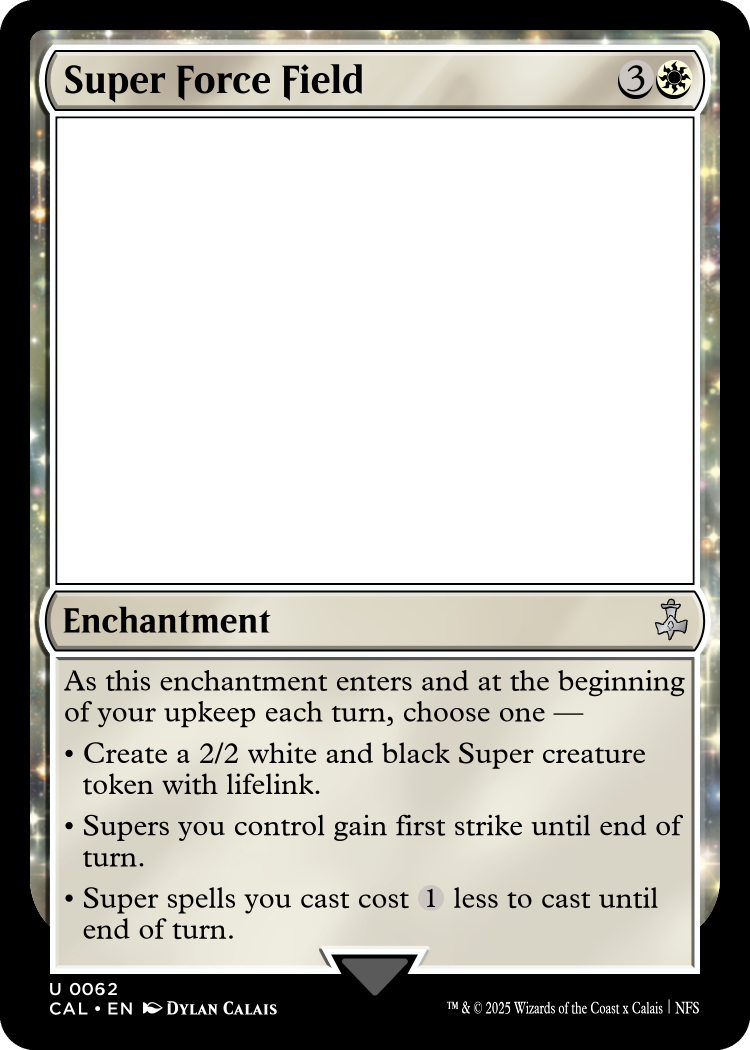 Super Force Field 3
Enchantment
As this enchantment enters and at the beginning
of your upkeep each turn, choose one —
• Create a 2/2 white and black Super creature
token with lifelink.
• Supers you control gain first strike until end of
turn.
• Super spells you cast cost 1 less to cast until
end of turn.
U 0062
CAL • EN Dylan Calais
™ & © 2025 Wizards of the Coast x Calais | NFS